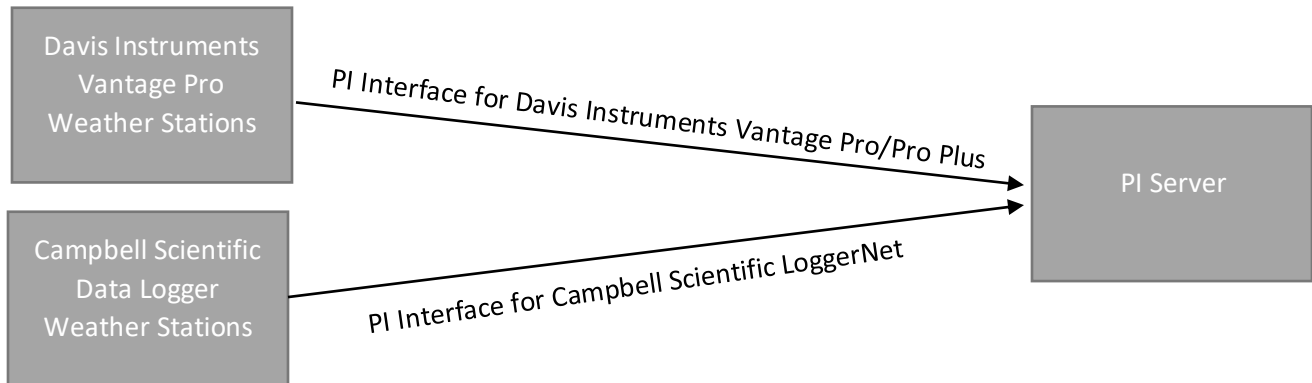 Davis Instruments
Vantage Pro
Weather Stations
PI Interface for Davis Instruments Vantage Pro/Pro Plus
PI Server
Campbell Scientific
Data Logger
Weather Stations
PI Interface for Campbell Scientific LoggerNet